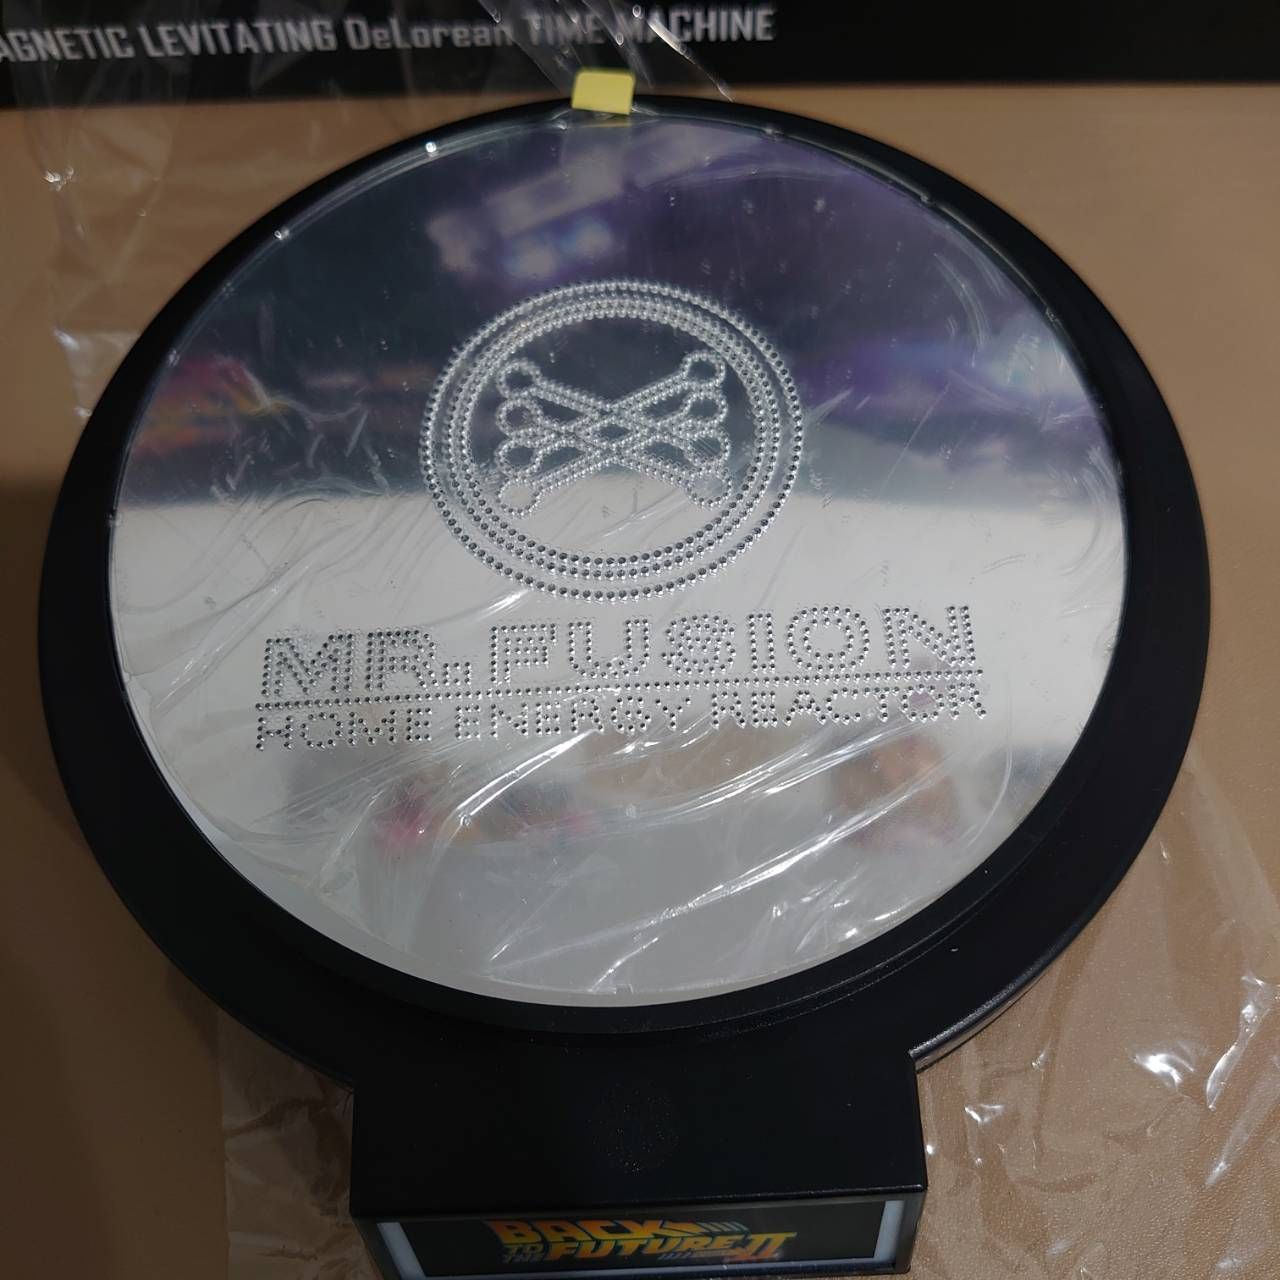 AGNETIC LEVITATING DeLorean TIME MACHINE
MR. FUSION
HOME ENERGY REACTOR
BACK
TO THE FUTURE II